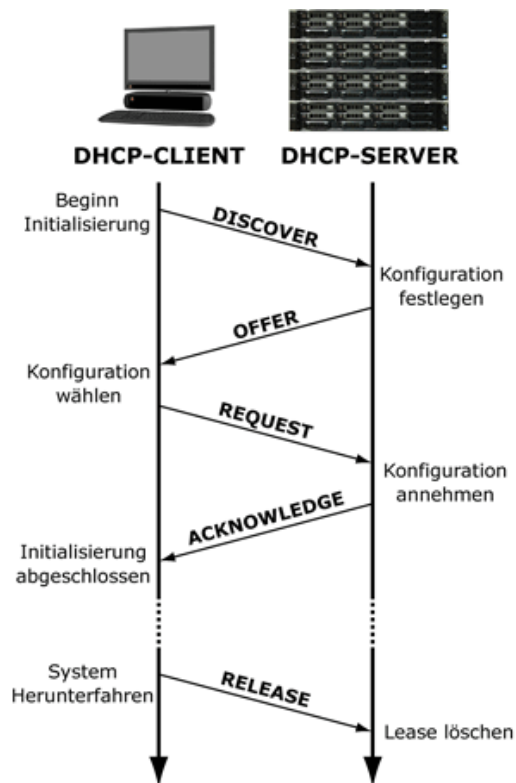 DHCP-CLIENT
DHCP-SERVER
Beginn
Initialisierung
DISCOVER
Konfiguration
festlegen
OFFER
Konfiguration
wählen
REQUEST
Konfiguration
annehmen
ACKNOWLEDGE
Initialisierung
abgeschlossen
System
Herunterfahren
RELEASE
Lease löschen